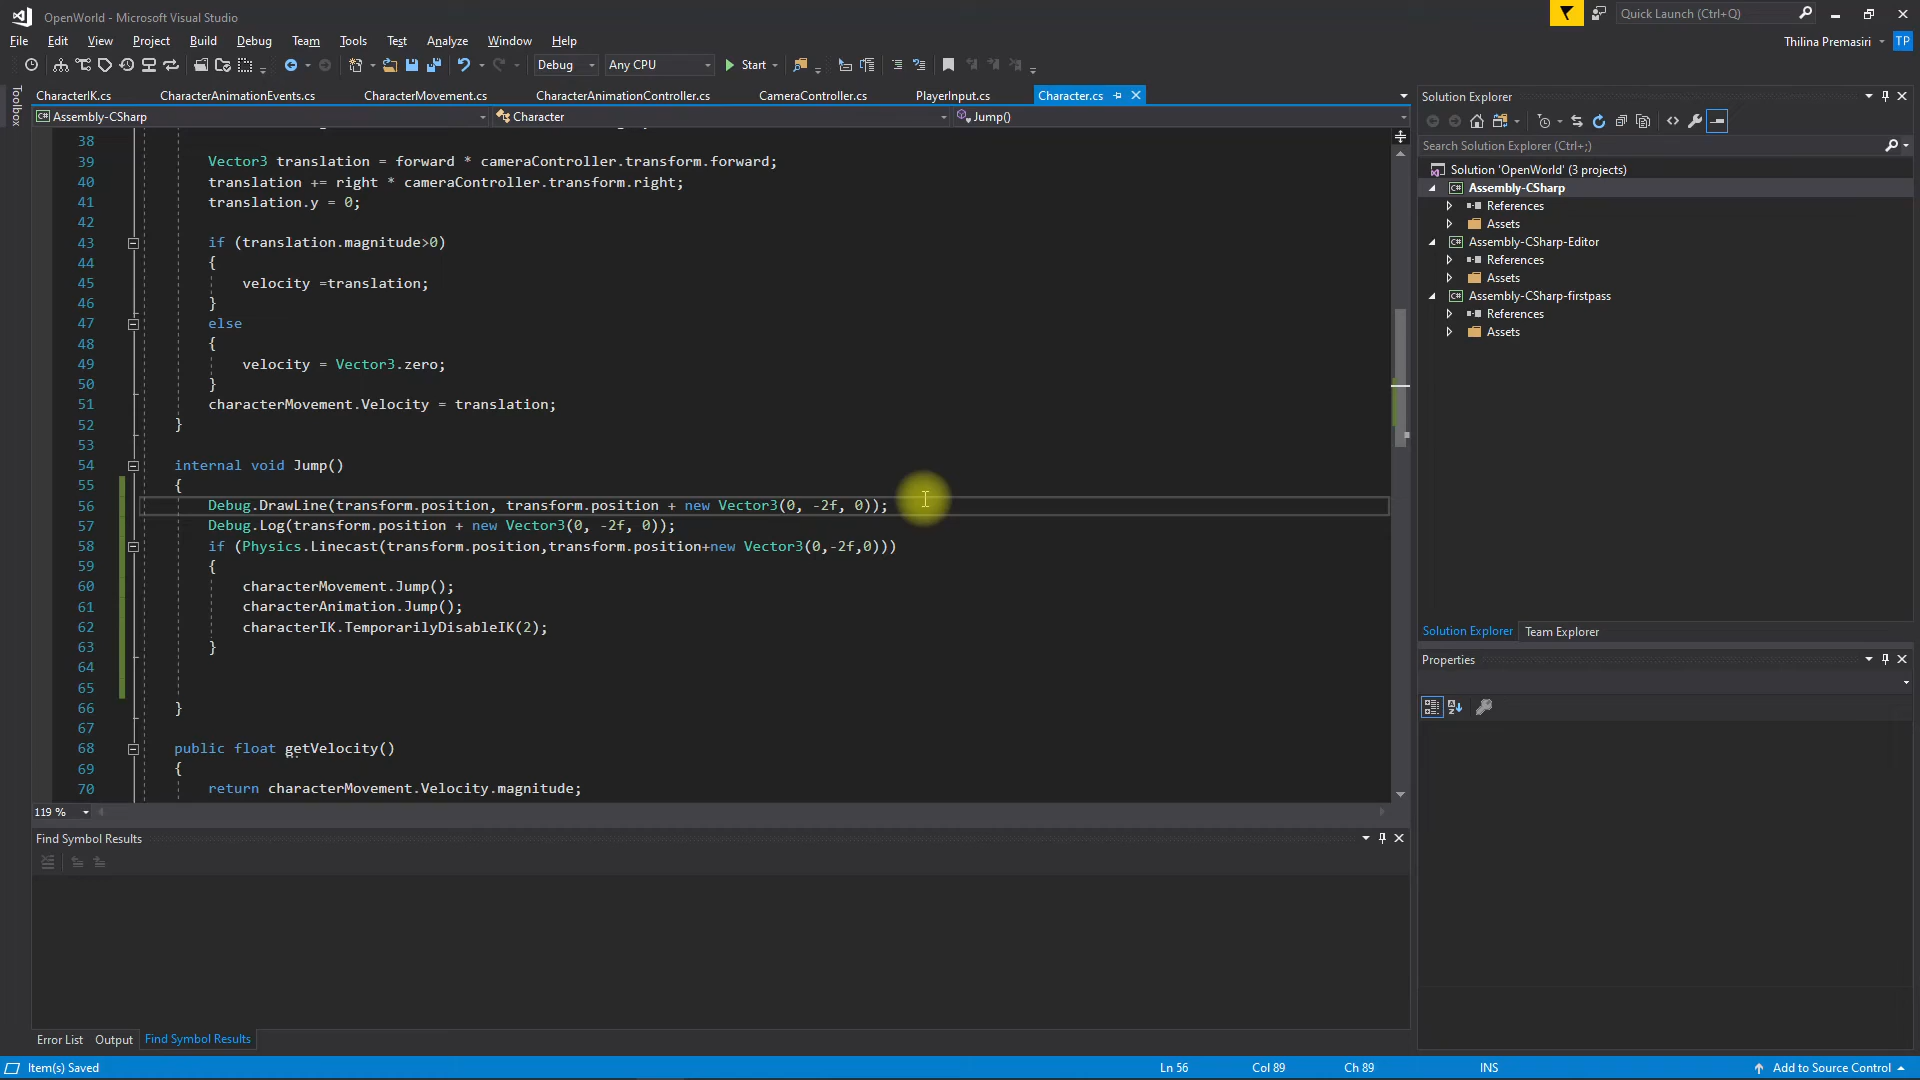 OpenWorld - Microsoft Visual Studio
Quick Launch (Ctrl+Q)
File Edit View Project Build Debug Team Tools Test Analyze Window Help
Thilina Premasiri TP
Debug Any CPU Start
Toolbox
CharacterIK.cs CharacterAnimationEvents.cs CharacterMovement.cs CharacterAnimationController.cs CameraController.cs PlayerInput.cs Character.cs
Assembly-CSharp Character Jump()
38
39 Vector3 translation = forward * cameraController.transform.forward;
40 translation += right * cameraController.transform.right;
41 translation.y = 0;
42
43 if (translation.magnitude>0)
44 {
45 velocity =translation;
46 }
47 else
48 {
49 velocity = Vector3.zero;
50 }
51 characterMovement.Velocity = translation;
52 }
53
54 internal void Jump()
55 {
56 Debug.DrawLine(transform.position, transform.position + new Vector3(0, -2f, 0));
57 Debug.Log(transform.position + new Vector3(0, -2f, 0));
58 if (Physics.Linecast(transform.position,transform.position+new Vector3(0,-2f,0)))
59 {
60 characterMovement.Jump();
61 characterAnimation.Jump();
62 characterIK.TemporarilyDisableIK(2);
63 }
64
65
66 }
67
68 public float getVelocity()
69 {
70 return characterMovement.Velocity.magnitude;
119 %
Find Symbol Results
Error List Output Find Symbol Results
Solution Explorer
Search Solution Explorer (Ctrl+;)
Solution 'OpenWorld' (3 projects)
C# Assembly-CSharp
References
Assets
C# Assembly-CSharp-Editor
References
Assets
C# Assembly-CSharp-firstpass
References
Assets
Solution Explorer Team Explorer
Properties
Item(s) Saved Ln 56 Col 89 Ch 89 INS Add to Source Control